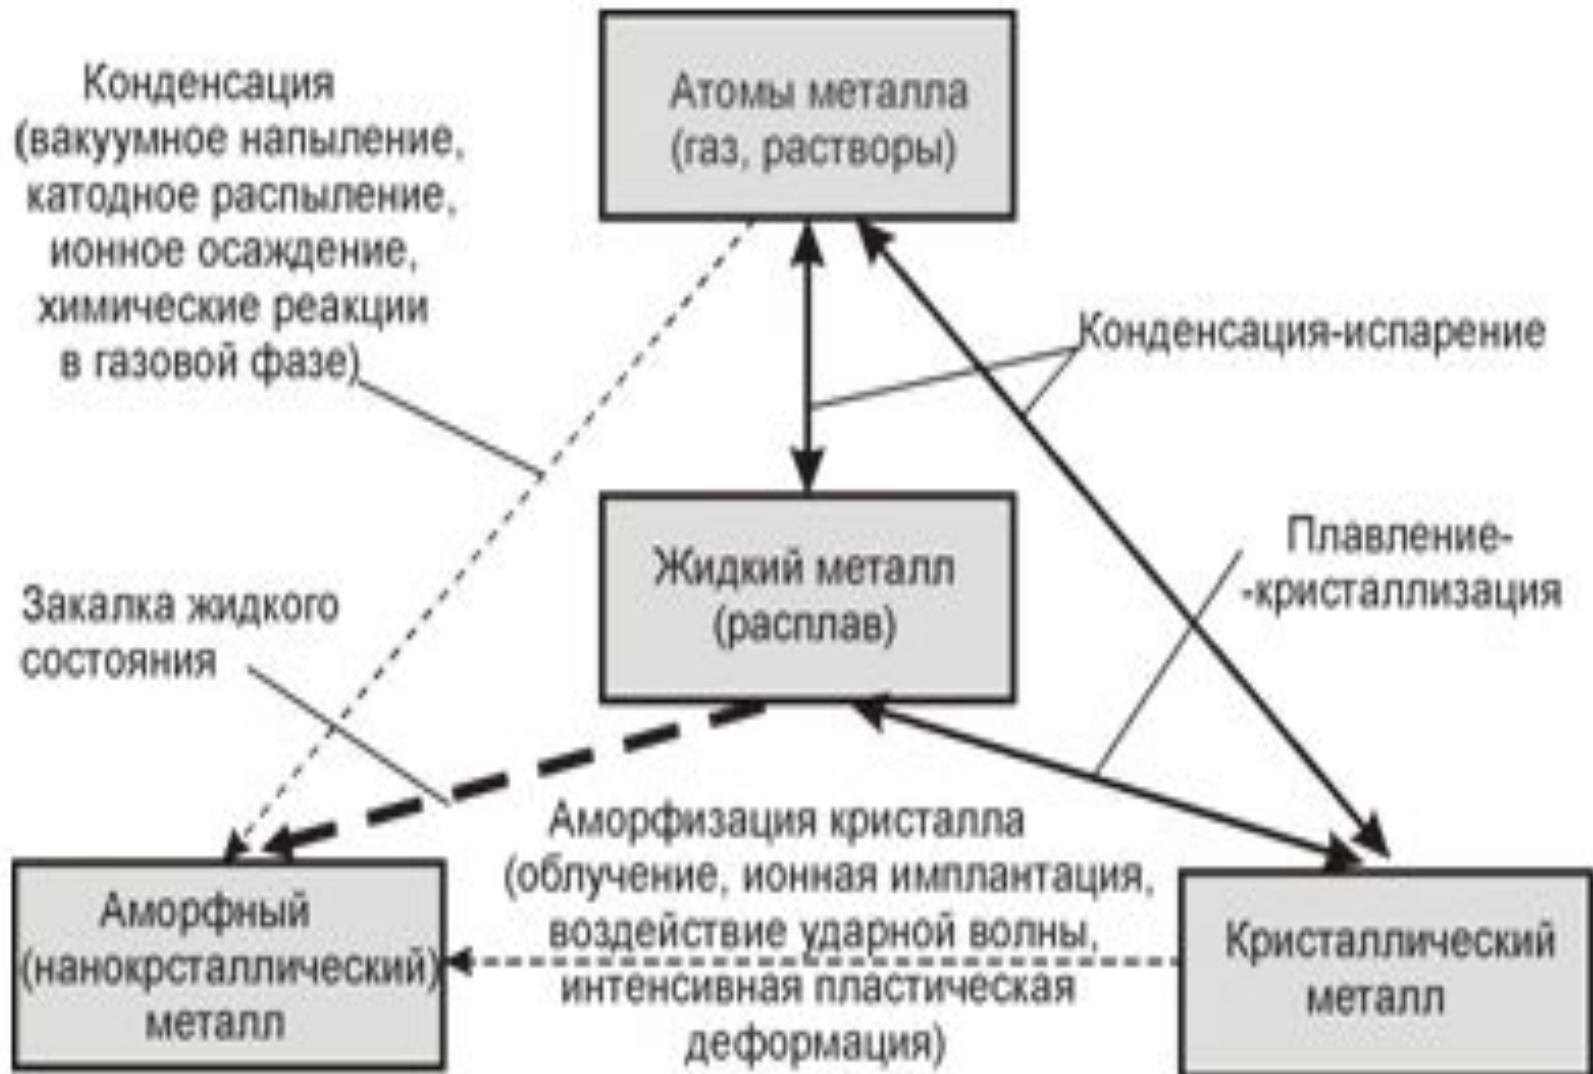 Конденсация
(вакуумное напыление,
катодное распыление,
ионное осаждение,
химические реакции
в газовой фазе)
Атомы металла
(газ, растворы)
Конденсация-испарение
Жидкий металл
(расплав)
Плавление-
-кристаллизация
Закалка жидкого
состояния
Аморфизация кристалла
(облучение, ионная имплантация,
воздействие ударной волны,
интенсивная пластическая
деформация)
Аморфный
(нанокрсталлический)
металл
Кристаллический
металл